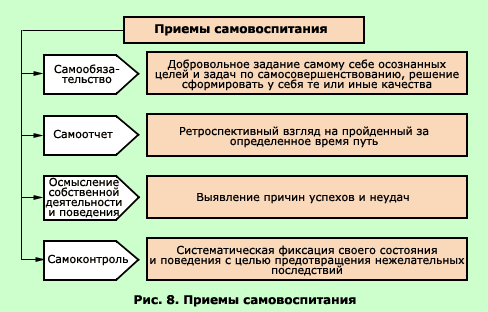 Приемы самовоспитания
Самообяза-
тельство
Добровольное задание самому себе осознанных
целей и задач по самосовершенствованию, решение
сформировать у себя те или иные качества
Самоотчет
Ретроспективный взгляд на пройденный за
определенное время путь
Осмысление
собственной
деятельности
и поведения
Выявление причин успехов и неудач
Самоконтроль
Систематическая фиксация своего состояния
и поведения с целью предотвращения нежелательных
последствий
Рис. 8. Приемы самовоспитания